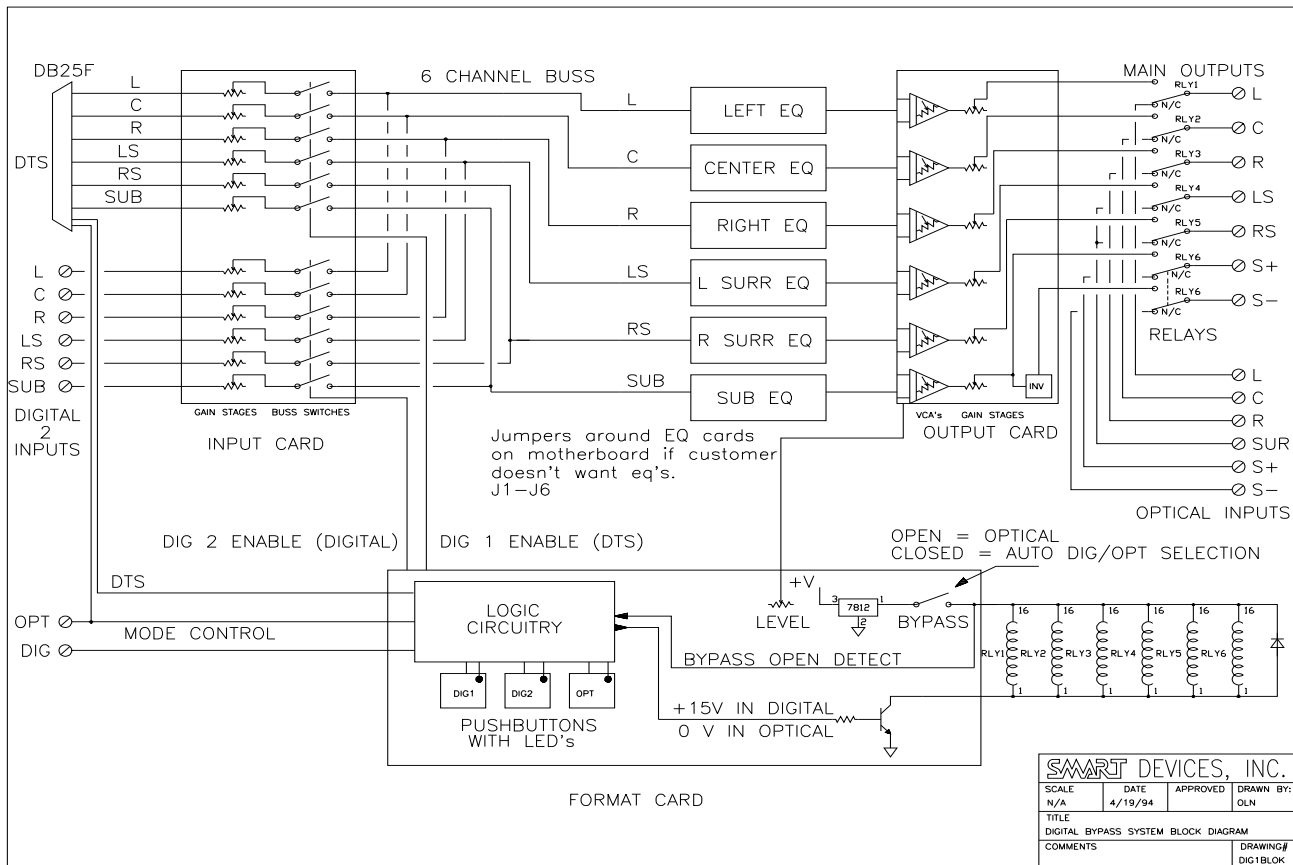 DB25F
L
C
R
LS
RS
SUB
DTS
6 CHANNEL BUSS
L
C
R
LS
RS
SUB
LEFT EQ
CENTER EQ
RIGHT EQ
L SURR EQ
R SURR EQ
SUB EQ
MAIN OUTPUTS
RLY1
N/C
L
RLY2
N/C
C
RLY3
N/C
R
RLY4
N/C
LS
RLY5
N/C
RS
RLY6
N/C
S+
RLY6
N/C
S-
RELAYS
L
C
R
LS
RS
SUB
DIGITAL
2
INPUTS
GAIN STAGES
BUSS SWITCHES
INPUT CARD
INV
VCA's
GAIN STAGES
OUTPUT CARD
L
C
R
SUR
S+
S-
OPTICAL INPUTS
Jumpers around EQ cards
on motherboard if customer
doesn't want eq's.
J1-J6
DIG 2 ENABLE (DIGITAL)
DIG 1 ENABLE (DTS)
OPEN = OPTICAL
CLOSED = AUTO DIG/OPT SELECTION
DTS
OPT
MODE CONTROL
DIG
LOGIC
CIRCUITRY
DIG1
DIG2
OPT
PUSHBUTTONS
WITH LED's
LEVEL
+V
3
7812
1
2
BYPASS
BYPASS OPEN DETECT
+15V IN DIGITAL
0 V IN OPTICAL
16
16
16
16
16
16
RLY1
RLY2
RLY3
RLY4
RLY5
RLY6
1
1
1
1
1
1
FORMAT CARD
SMART DEVICES, INC.
SCALE
N/A
DATE
4/19/94
APPROVED
DRAWN BY:
OLN
TITLE
DIGITAL BYPASS SYSTEM BLOCK DIAGRAM
COMMENTS
DRAWING#
DIG1BLOK